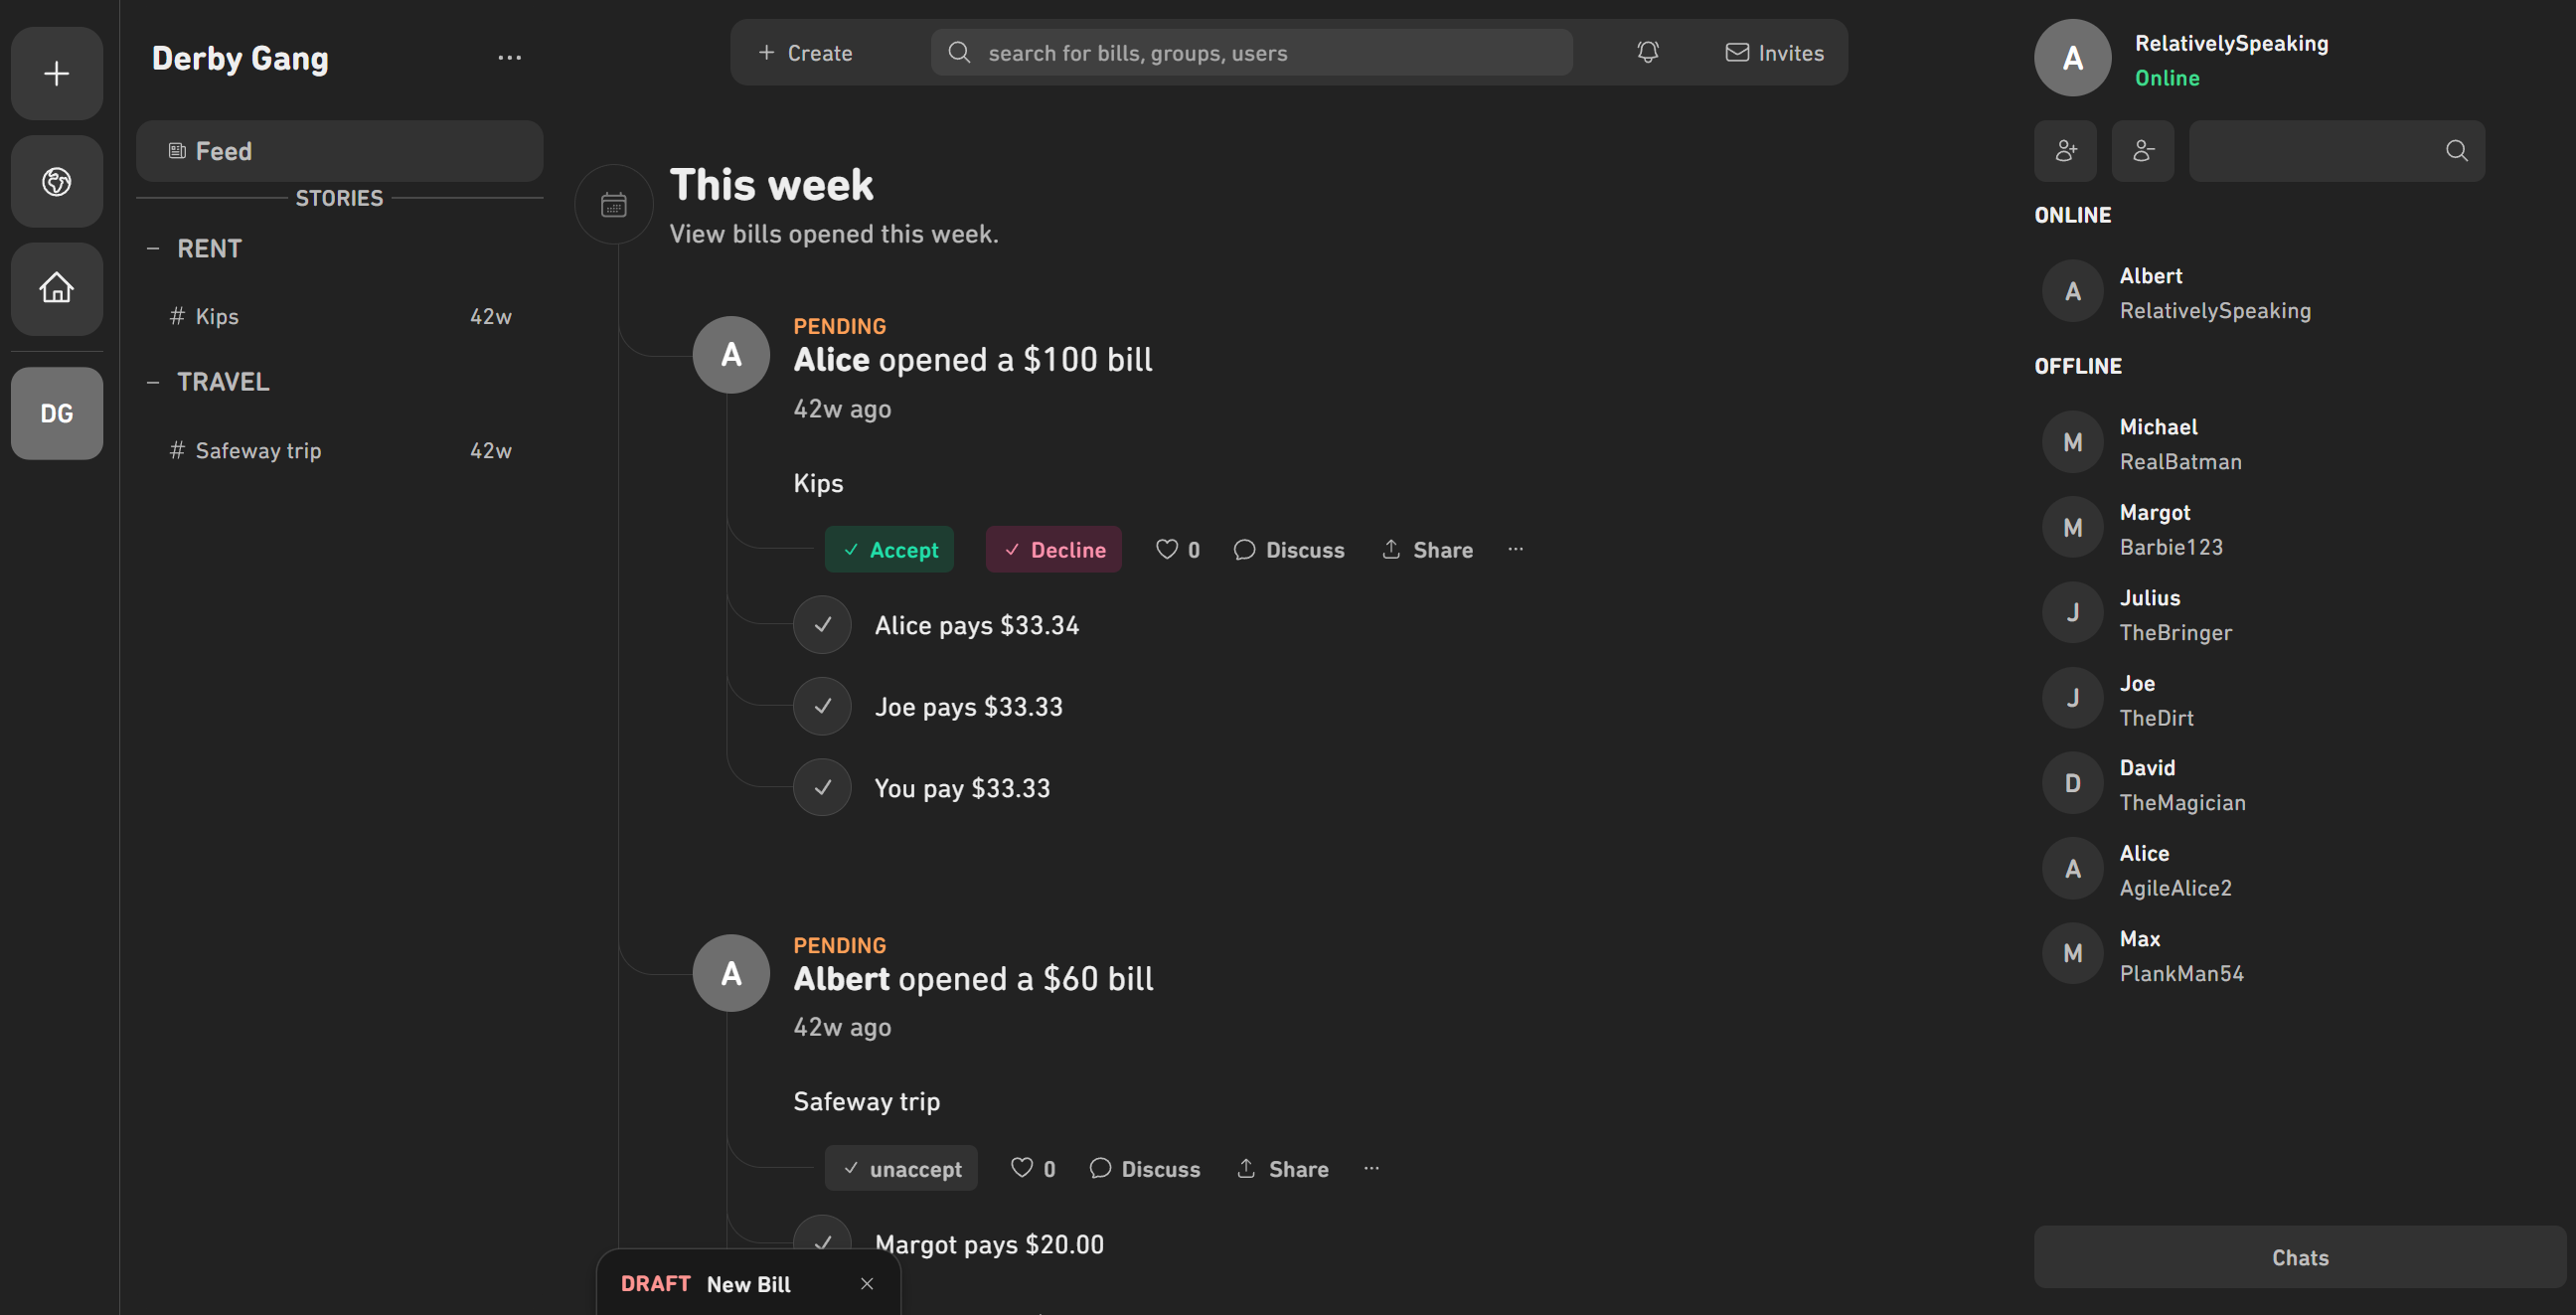 DG
Derby Gang
Feed
STORIES
RENT
# Kips 42w
TRAVEL
# Safeway trip 42w
Create
search for bills, groups, users
Invites
This week
View bills opened this week.
A
PENDING
Alice opened a $100 bill
42w ago
Kips
Accept Decline 0 Discuss Share ...
Alice pays $33.34
Joe pays $33.33
You pay $33.33
A
PENDING
Albert opened a $60 bill
42w ago
Safeway trip
unaccept 0 Discuss Share ...
Margot pays $20.00
DRAFT New Bill
A
RelativelySpeaking
Online
ONLINE
A
Albert
RelativelySpeaking
OFFLINE
M
Michael
RealBatman
M
Margot
Barbie123
J
Julius
TheBringer
J
Joe
TheDirt
D
David
TheMagician
A
Alice
AgileAlice2
M
Max
PlankMan54
Chats